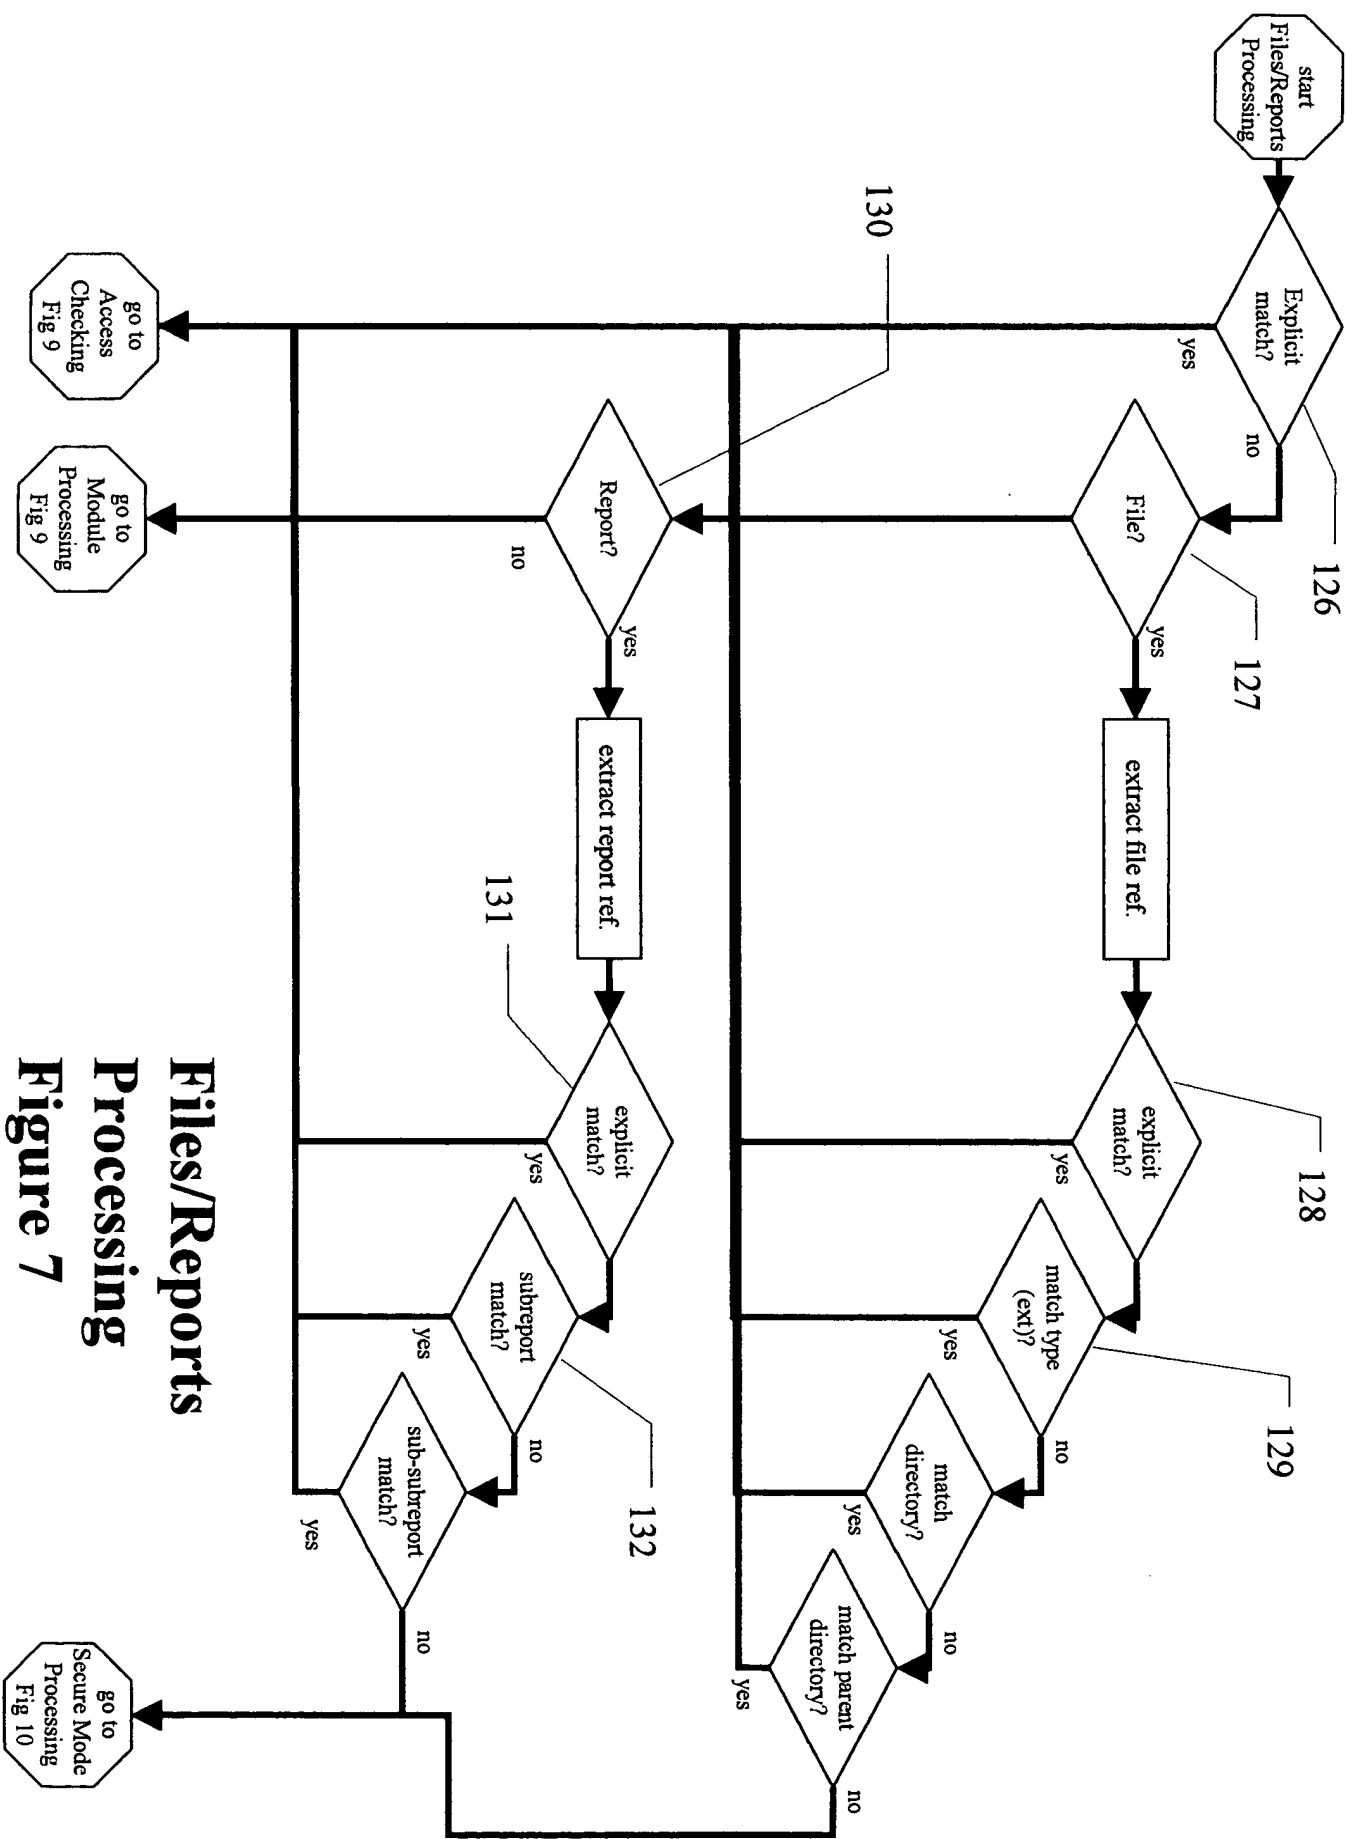 start
Files/Reports
Processing
Explicit
match?
yes
no
126
File?
yes
127
extract file ref.
explicit
match?
yes
128
match type
(ext)?
yes
no
129
match
directory?
yes
no
match parent
directory?
yes
no
130
Report?
yes
no
extract report ref.
explicit
match?
yes
131
subreport
match?
yes
no
132
sub-subreport
match?
yes
no
go to
Access
Checking
Fig 9
go to
Module
Processing
Fig 9
go to
Secure Mode
Processing
Fig 10
Files/Reports
Processing
Figure 7